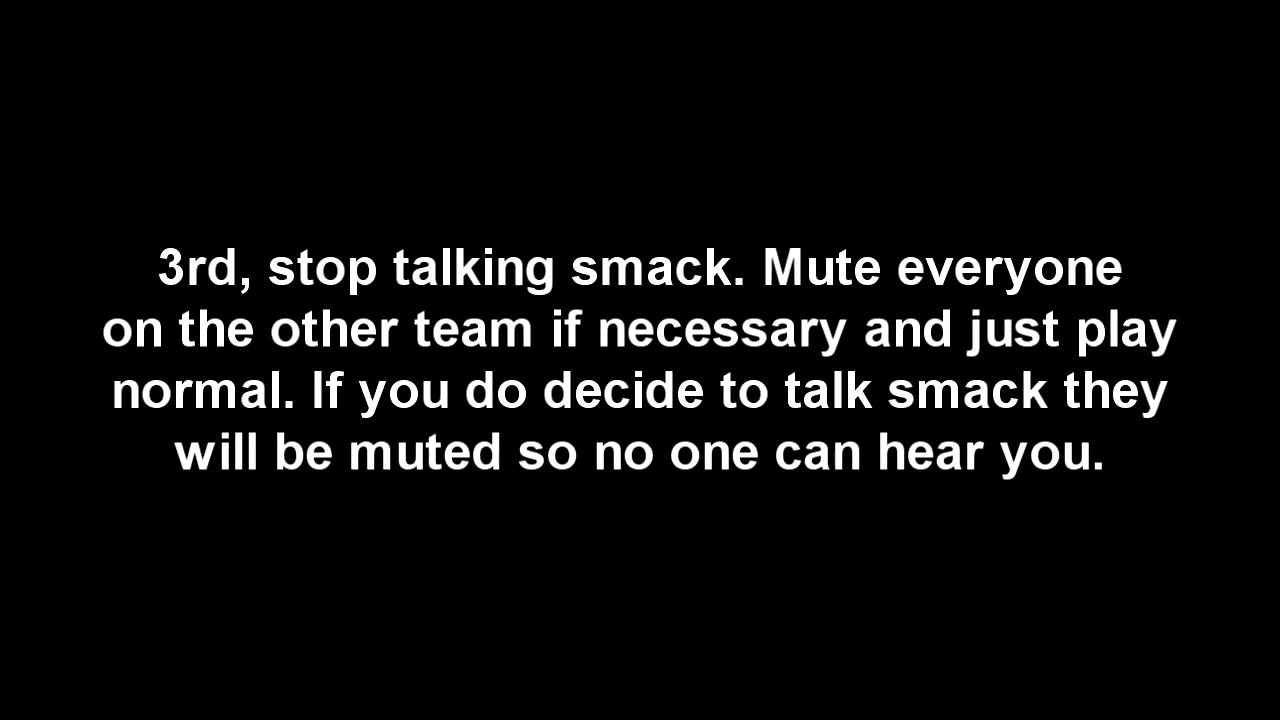 3rd, stop talking smack. Mute everyone
on the other team if necessary and just play
normal. If you do decide to talk smack they
will be muted so no one can hear you.